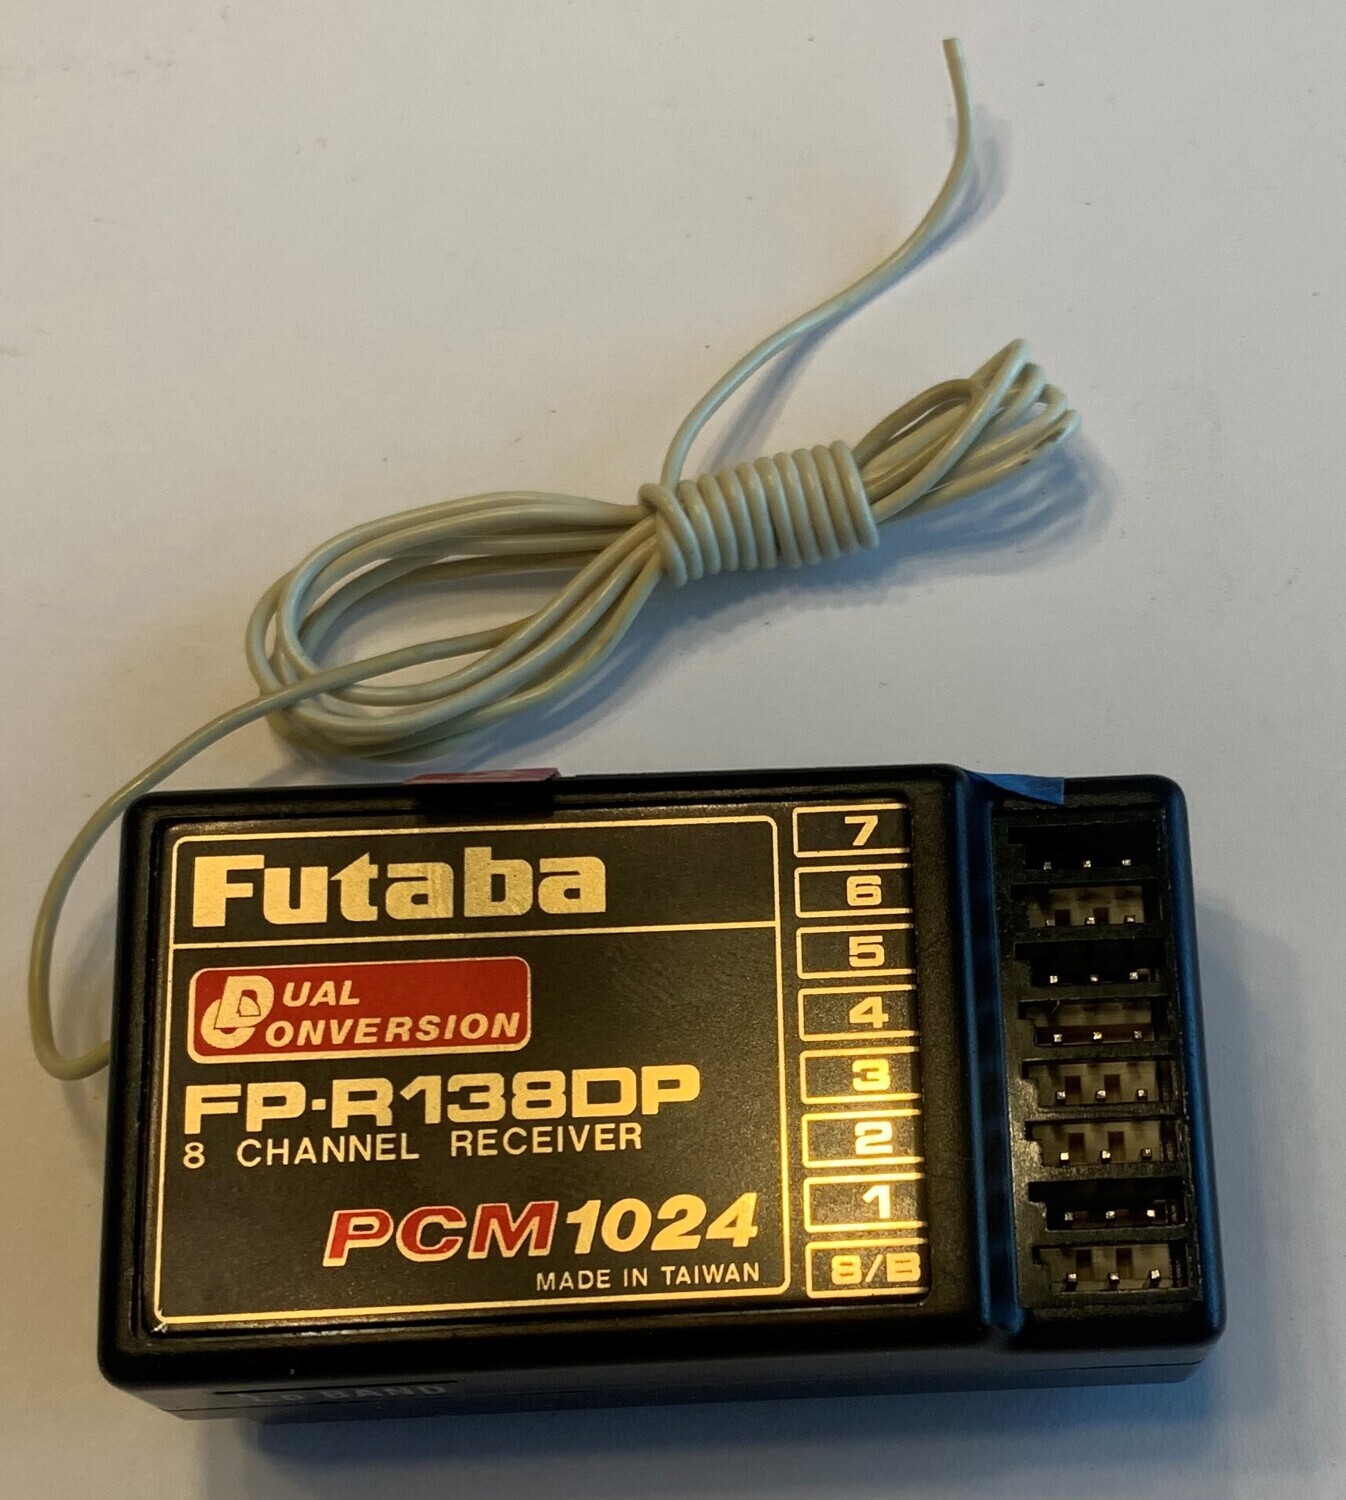 Futaba
DUAL
CONVERSION
FP-R138DP
8 CHANNEL RECEIVER
PCM1024
MADE IN TAIWAN
7
6
5
4
3
2
1
8/B
BAND